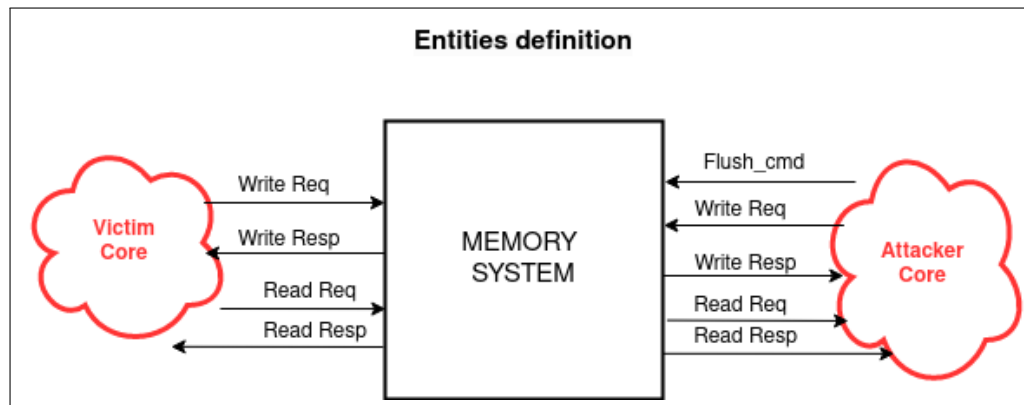 Entities definition
Write Req
Write Resp
Read Req
Read Resp
Victim
Core
MEMORY
SYSTEM
Flush_cmd
Write Req
Write Resp
Read Req
Read Resp
Attacker
Core